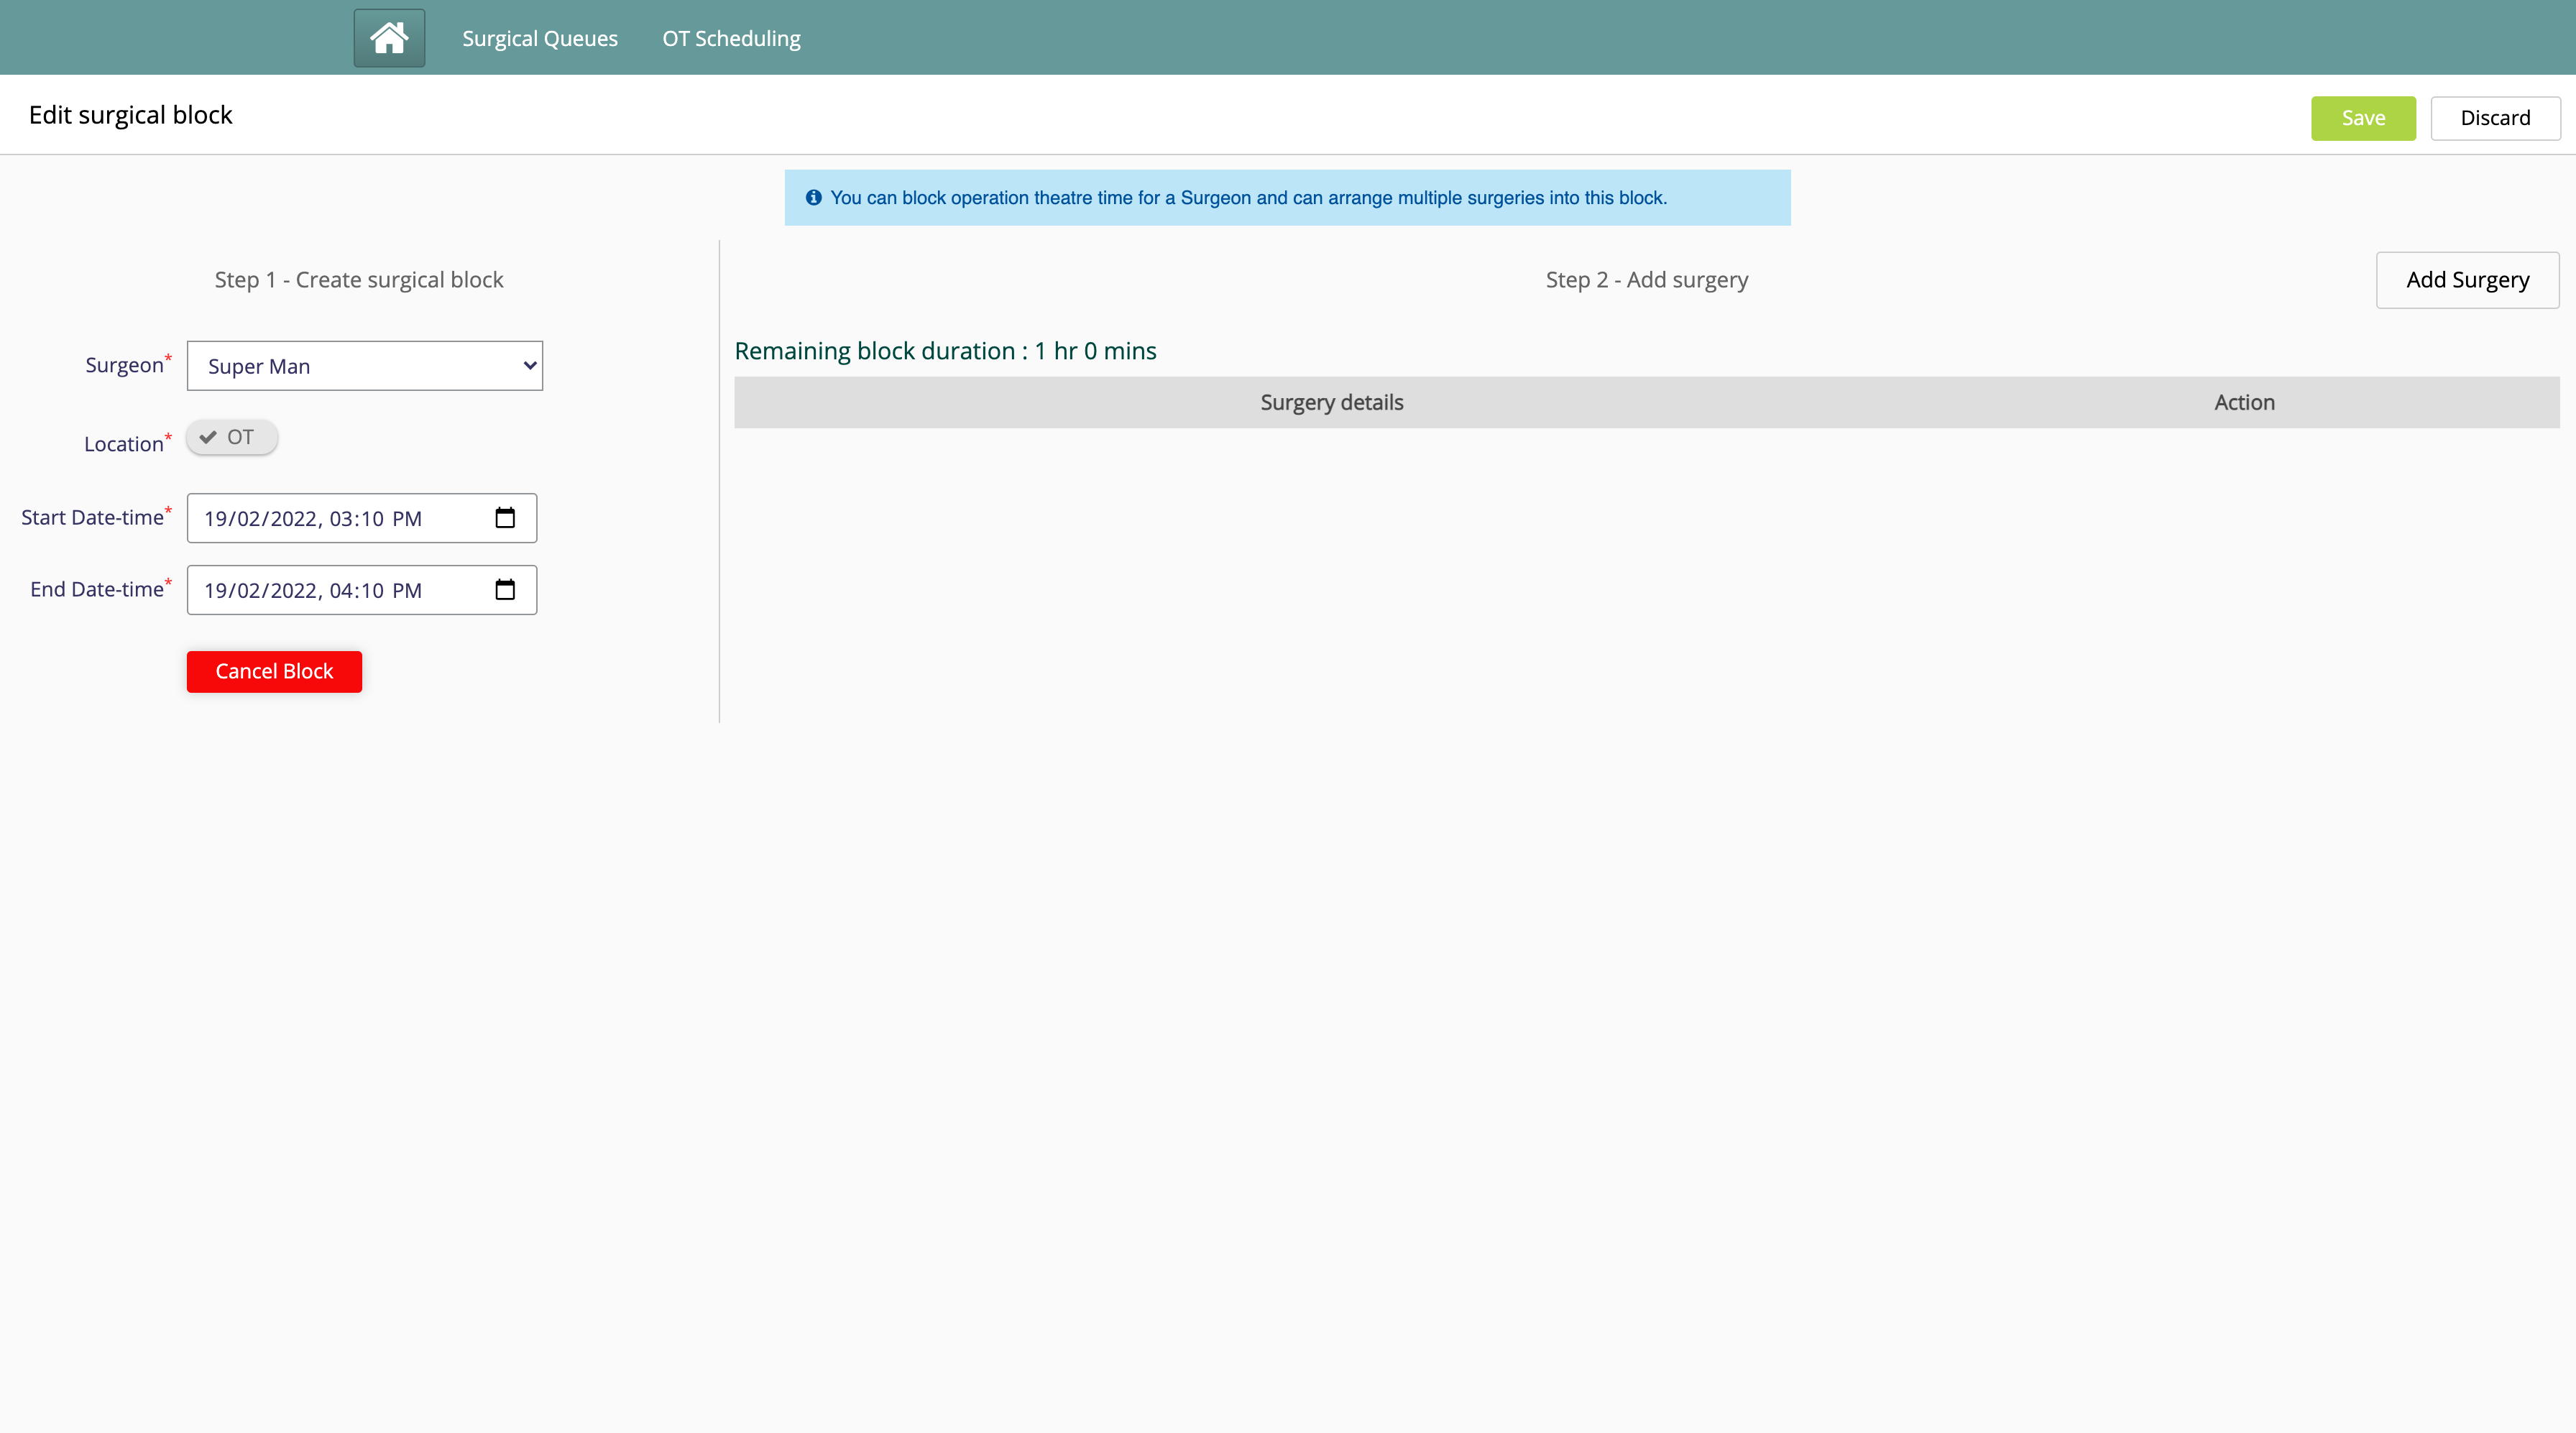 Surgical Queues OT Scheduling
Edit surgical block
Save Discard
You can block operation theatre time for a Surgeon and can arrange multiple surgeries into this block.
Step 1 - Create surgical block
Surgeon* Super Man
Location* OT
Start Date-time* 19/02/2022, 03:10 PM
End Date-time* 19/02/2022, 04:10 PM
Cancel Block
Step 2 - Add surgery
Add Surgery
Remaining block duration : 1 hr 0 mins
Surgery details Action